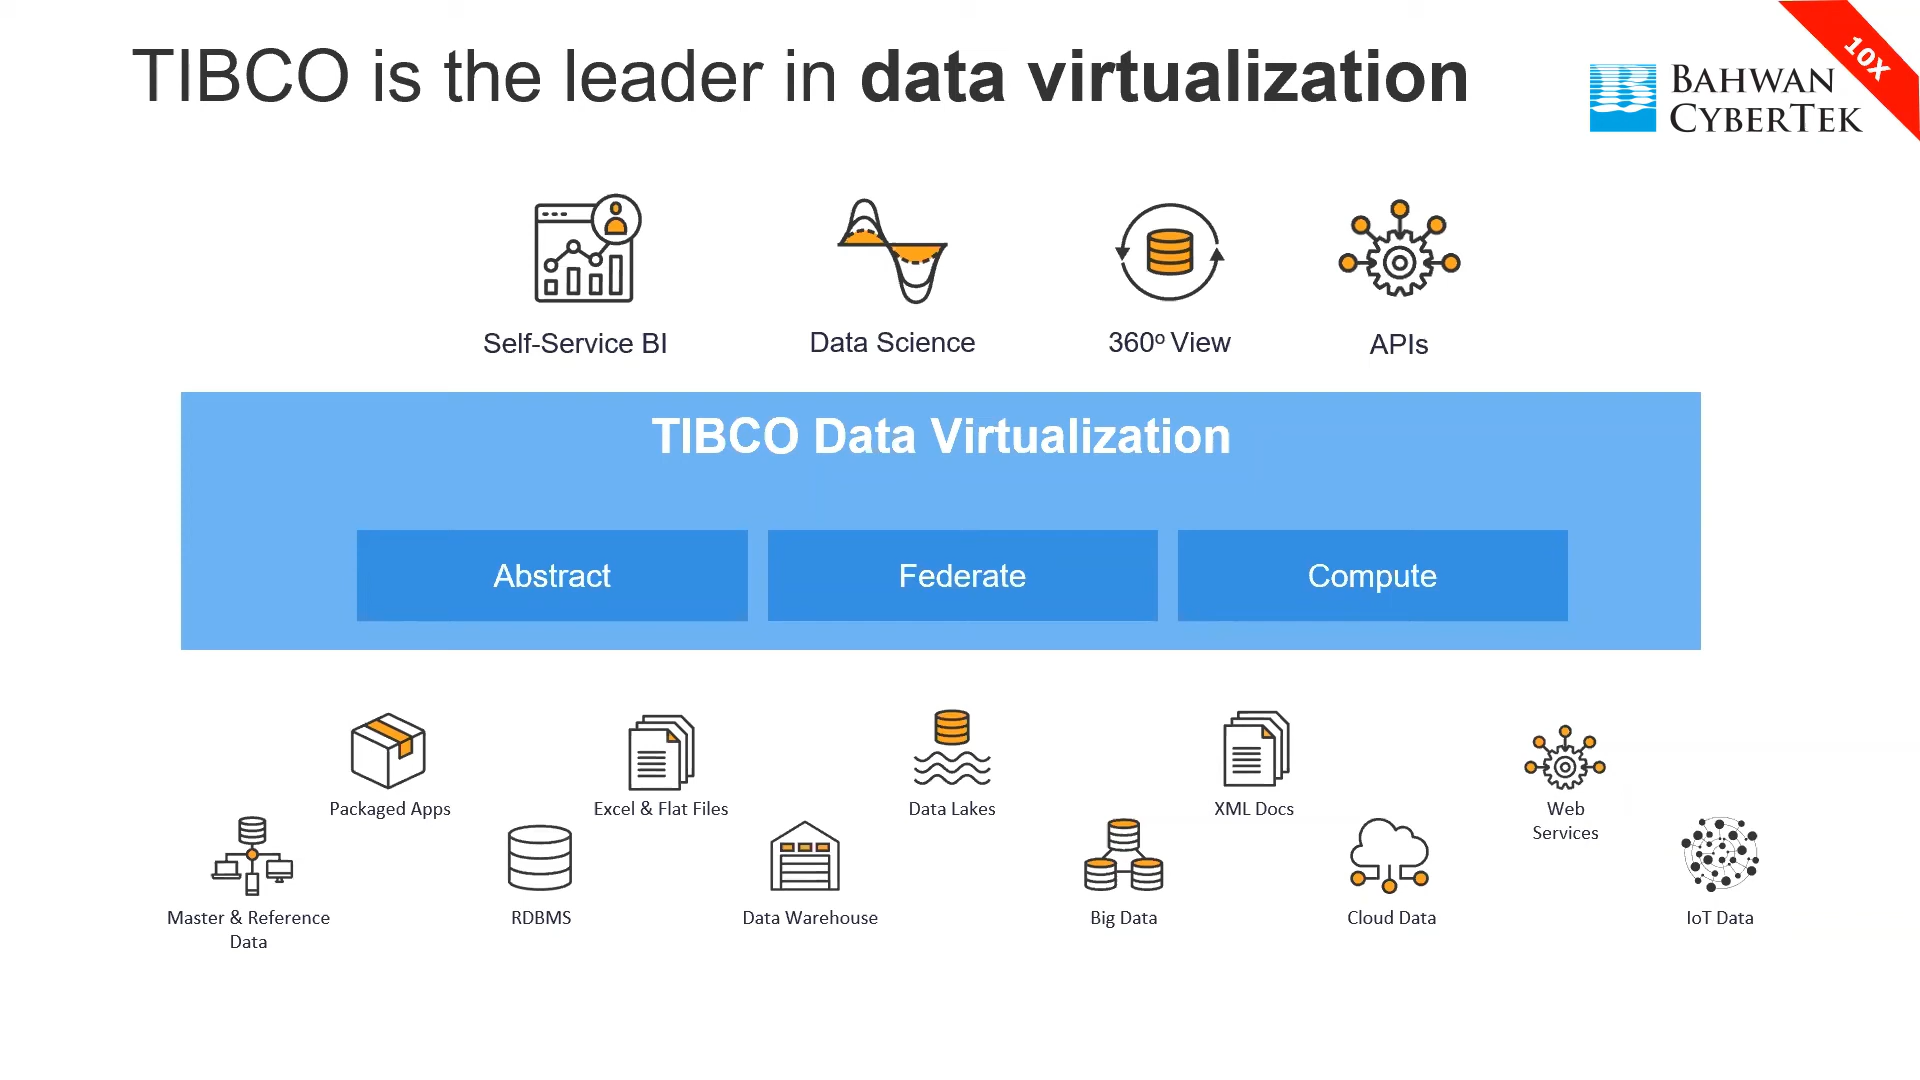 TIBCO is the leader in data virtualization
10X
BAHWAN
CYBERTEK
Self-Service BI
Data Science
360º View
APIs
TIBCO Data Virtualization
Abstract
Federate
Compute
Packaged Apps
Excel & Flat Files
Data Lakes
XML Docs
Web
Services
Master & Reference
Data
RDBMS
Data Warehouse
Big Data
Cloud Data
IoT Data